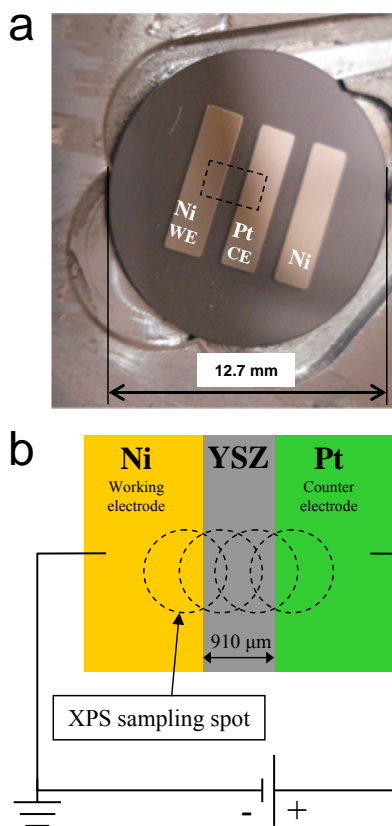 a
Ni
WE
Pt
CE
Ni
12.7 mm
b
Ni
YSZ
Pt
Working
electrode
Counter
electrode
910 μm
XPS sampling spot
- +